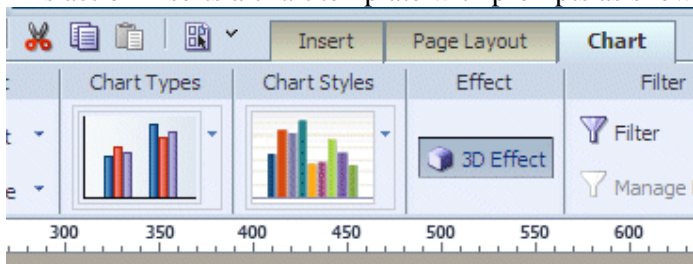 Insert Page Layout Chart
Chart Types Chart Styles Effect Filter
3D Effect
Filter
Manage
300 350 400 450 500 550 600